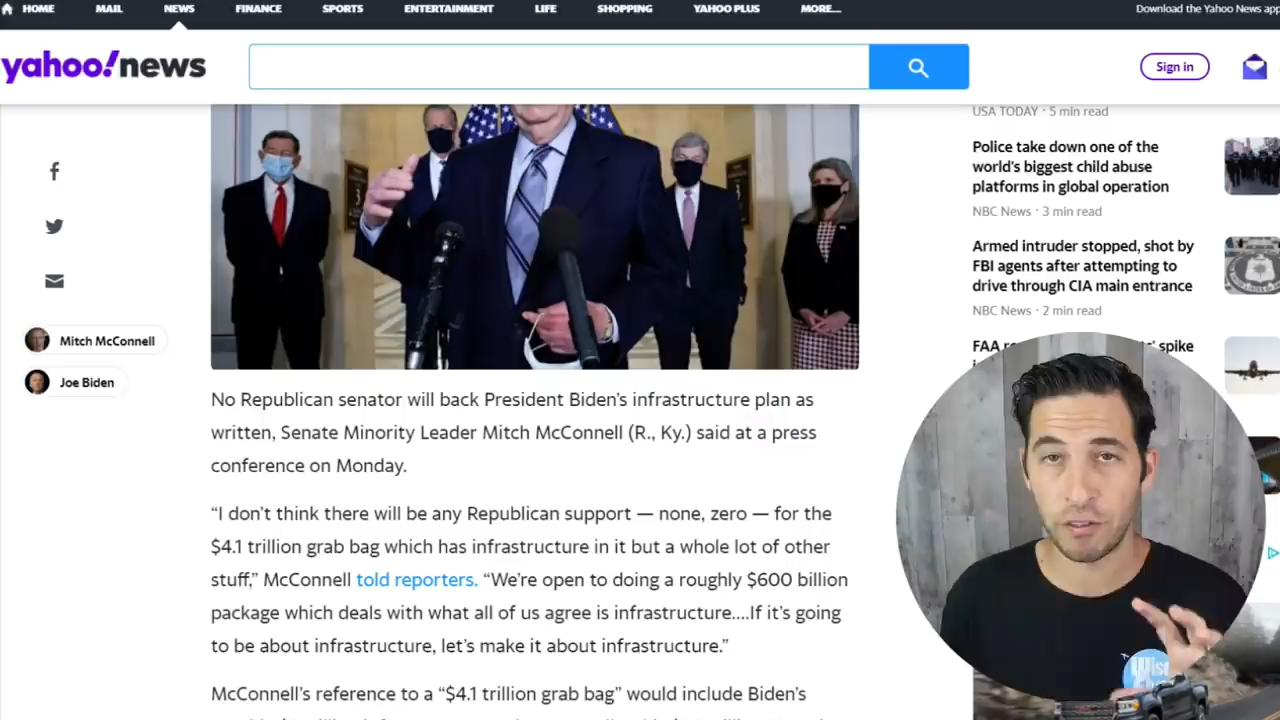 HOME MAIL NEWS FINANCE SPORTS ENTERTAINMENT LIFE SHOPPING YAHOO PLUS MORE... Download the Yahoo News app
yahoo!news
Sign in
Mitch McConnell
Joe Biden
No Republican senator will back President Biden’s infrastructure plan as
written, Senate Minority Leader Mitch McConnell (R., Ky.) said at a press
conference on Monday.
“I don’t think there will be any Republican support — none, zero — for the
$4.1 trillion grab bag which has infrastructure in it but a whole lot of other
stuff,” McConnell told reporters. “We’re open to doing a roughly $600 billion
package which deals with what all of us agree is infrastructure....If it’s going
to be about infrastructure, let’s make it about infrastructure.”
McConnell’s reference to a “$4.1 trillion grab bag” would include Biden’s
USA TODAY · 5 min read
Police take down one of the
world's biggest child abuse
platforms in global operation
NBC News · 3 min read
Armed intruder stopped, shot by
FBI agents after attempting to
drive through CIA main entrance
NBC News · 2 min read
FAA spike